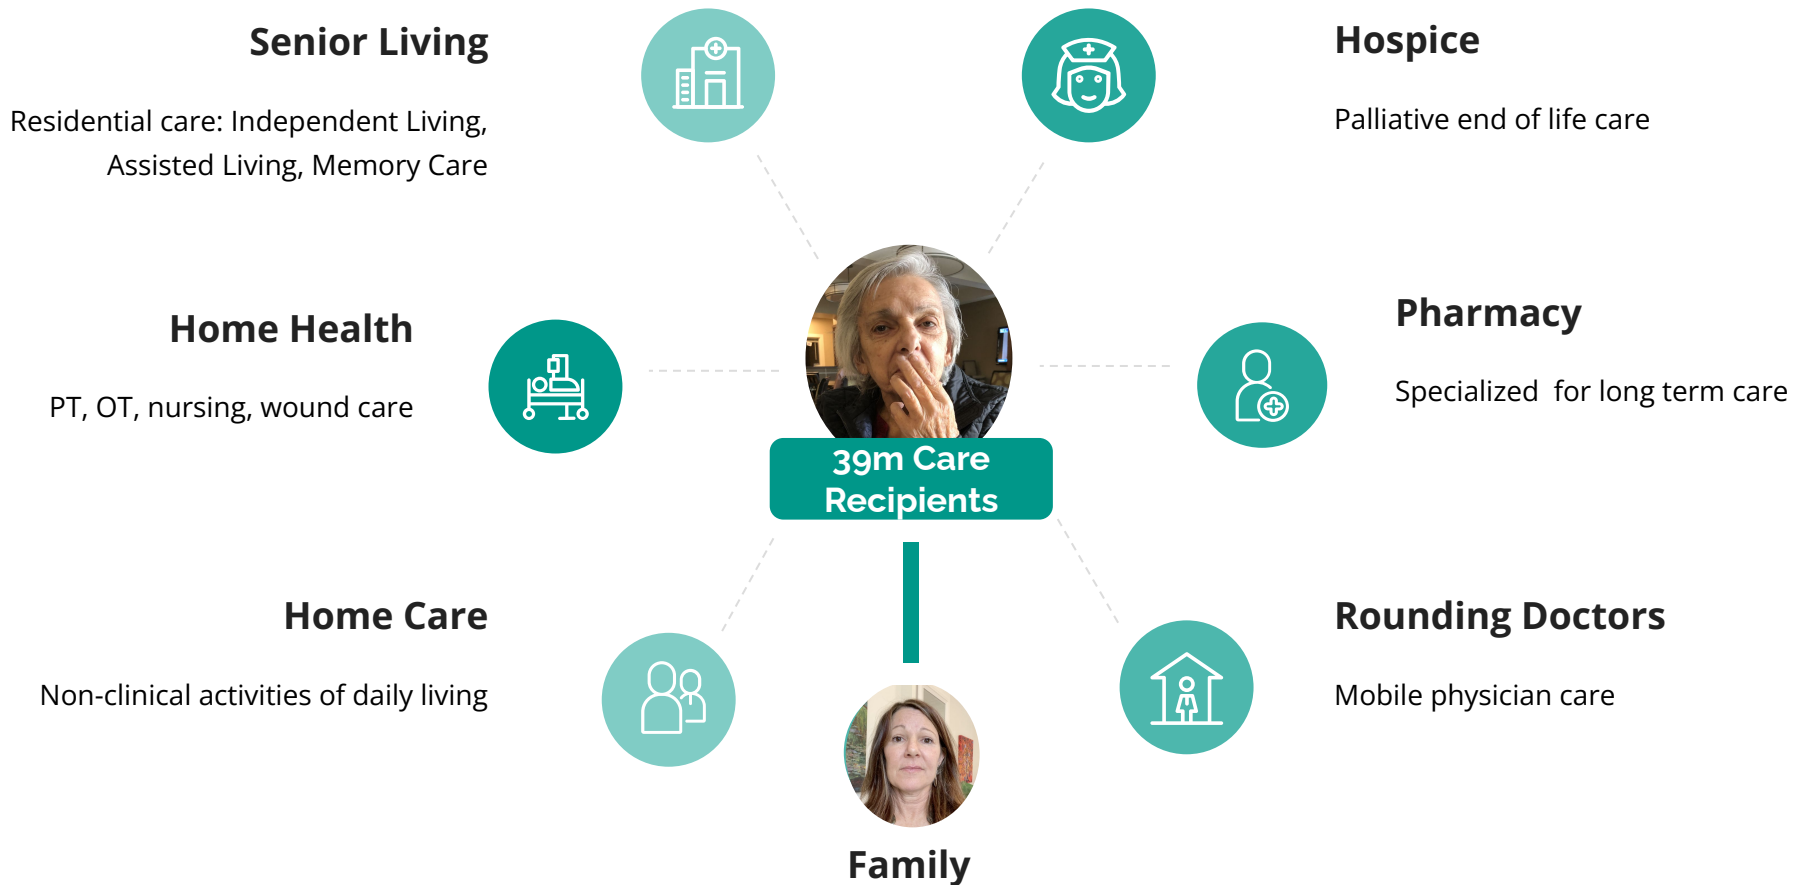 Senior Living
Residential care: Independent Living,
Assisted Living, Memory Care
Hospice
Palliative end of life care
Home Health
PT, OT, nursing, wound care
Pharmacy
Specialized  for long term care
39m Care
Recipients
Home Care
Non-clinical activities of daily living
Rounding Doctors
Mobile physician care
Family